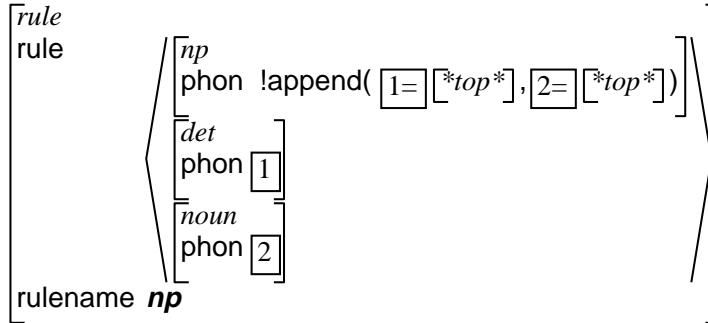 rule
rule
np
phon !append( 1= *top* , 2= *top* )
det
phon 1
noun
phon 2
rulename np